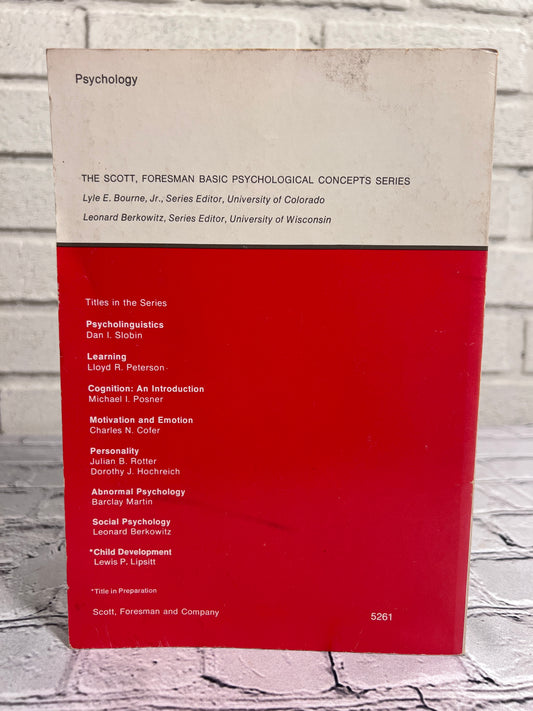 Psychology
THE SCOTT, FORESMAN BASIC PSYCHOLOGICAL CONCEPTS SERIES
Lyle E. Bourne, Jr., Series Editor, University of Colorado
Leonard Berkowitz, Series Editor, University of Wisconsin
Titles in the Series
Psycholinguistics
Dan I. Slobin
Learning
Lloyd R. Peterson
Cognition: An Introduction
Michael I. Posner
Motivation and Emotion
Charles N. Cofer
Personality
Julian B. Rotter
Dorothy J. Hochreich
Abnormal Psychology
Barclay Martin
Social Psychology
Leonard Berkowitz
*Child Development
Lewis P. Lipsitt
*Title in Preparation
Scott, Foresman and Company
5261